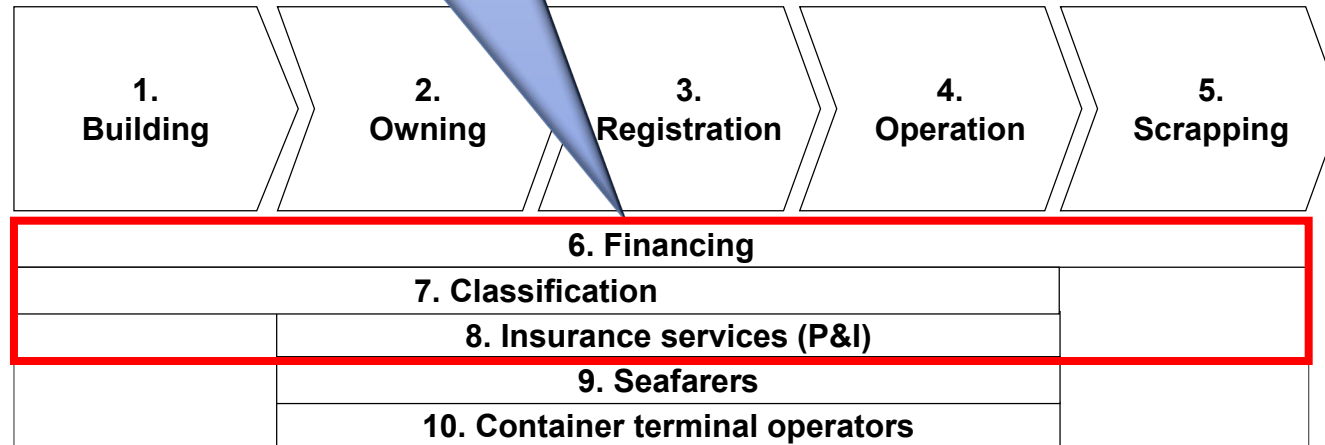 1.
Building
2.
Owning
3.
Registration
4.
Operation
5.
Scrapping
6. Financing
7. Classification
8. Insurance services (P&I)
9. Seafarers
10. Container terminal operators